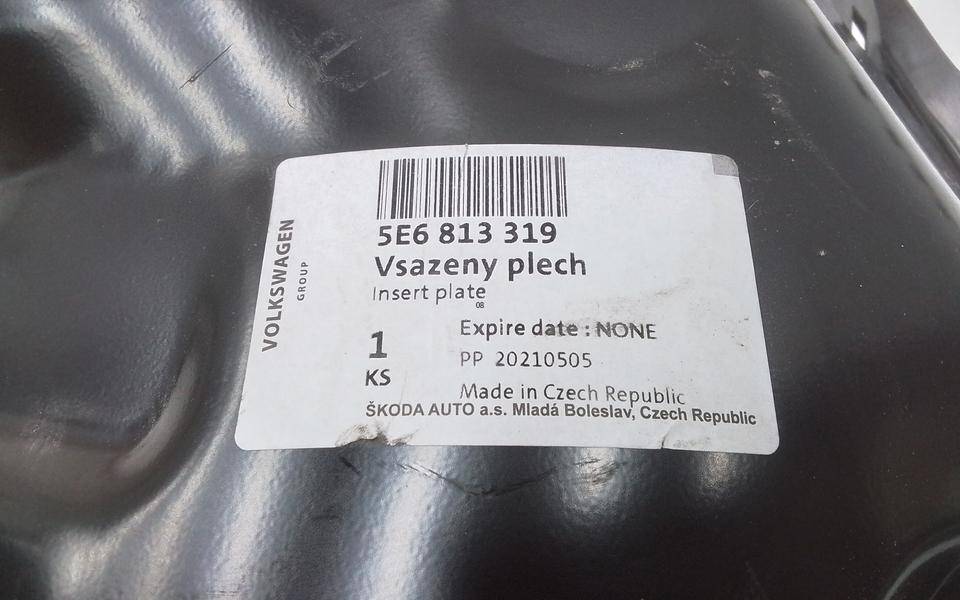 VOLKSWAGEN
GROUP
5E6 813 319
Vsazeny plech
Insert plate
08
1
KS
Expire date : NONE
PP 20210505
Made in Czech Republic
ŠKODA AUTO a.s. Mladá Boleslav, Czech Republic